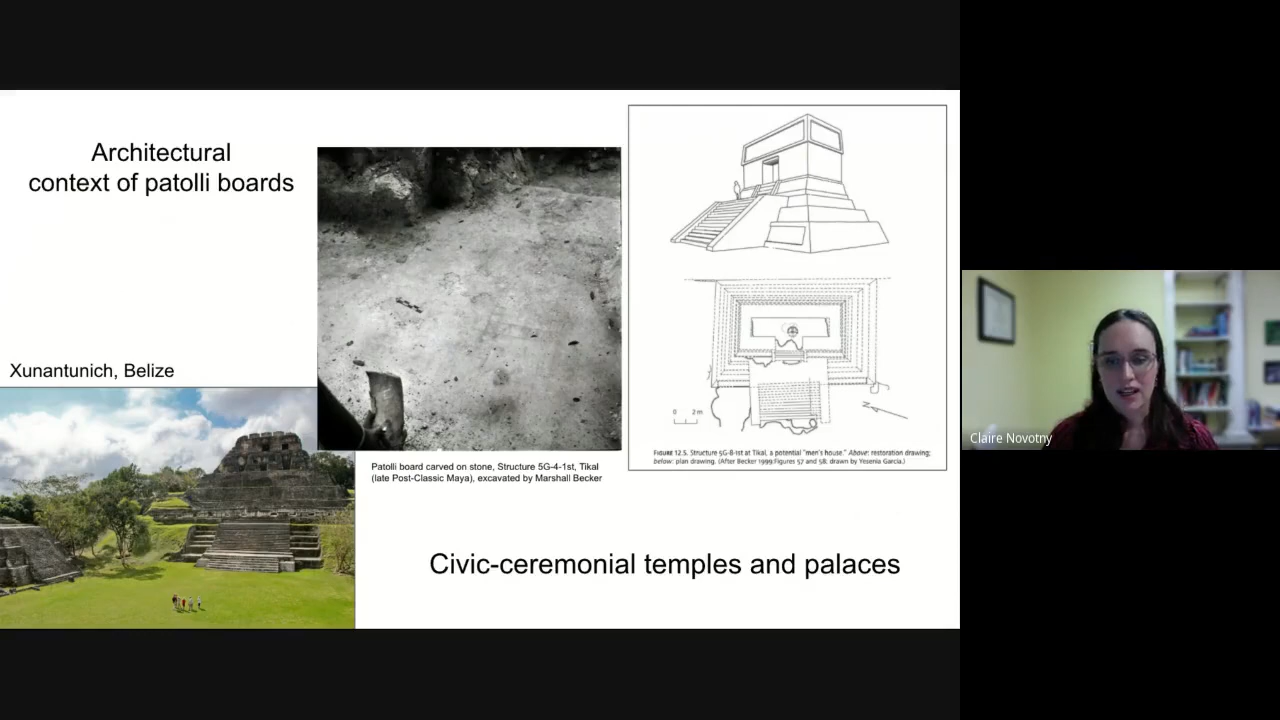 Architectural
context of patolli boards
Xunantunich, Belize
Patolli board carved on stone, Structure 5G-4-1st, Tikal
(late Post-Classic Maya), excavated by Marshall Becker
0 2 m
N
FIGURE 12.5. Structure 5G-8-1st at Tikal, a potential "men's house." Above: restoration drawing;
below: plan drawing. (After Becker 1999:Figures 57 and 58; drawn by Yesenia Garcia.)
Civic-ceremonial temples and palaces
Claire Novotny